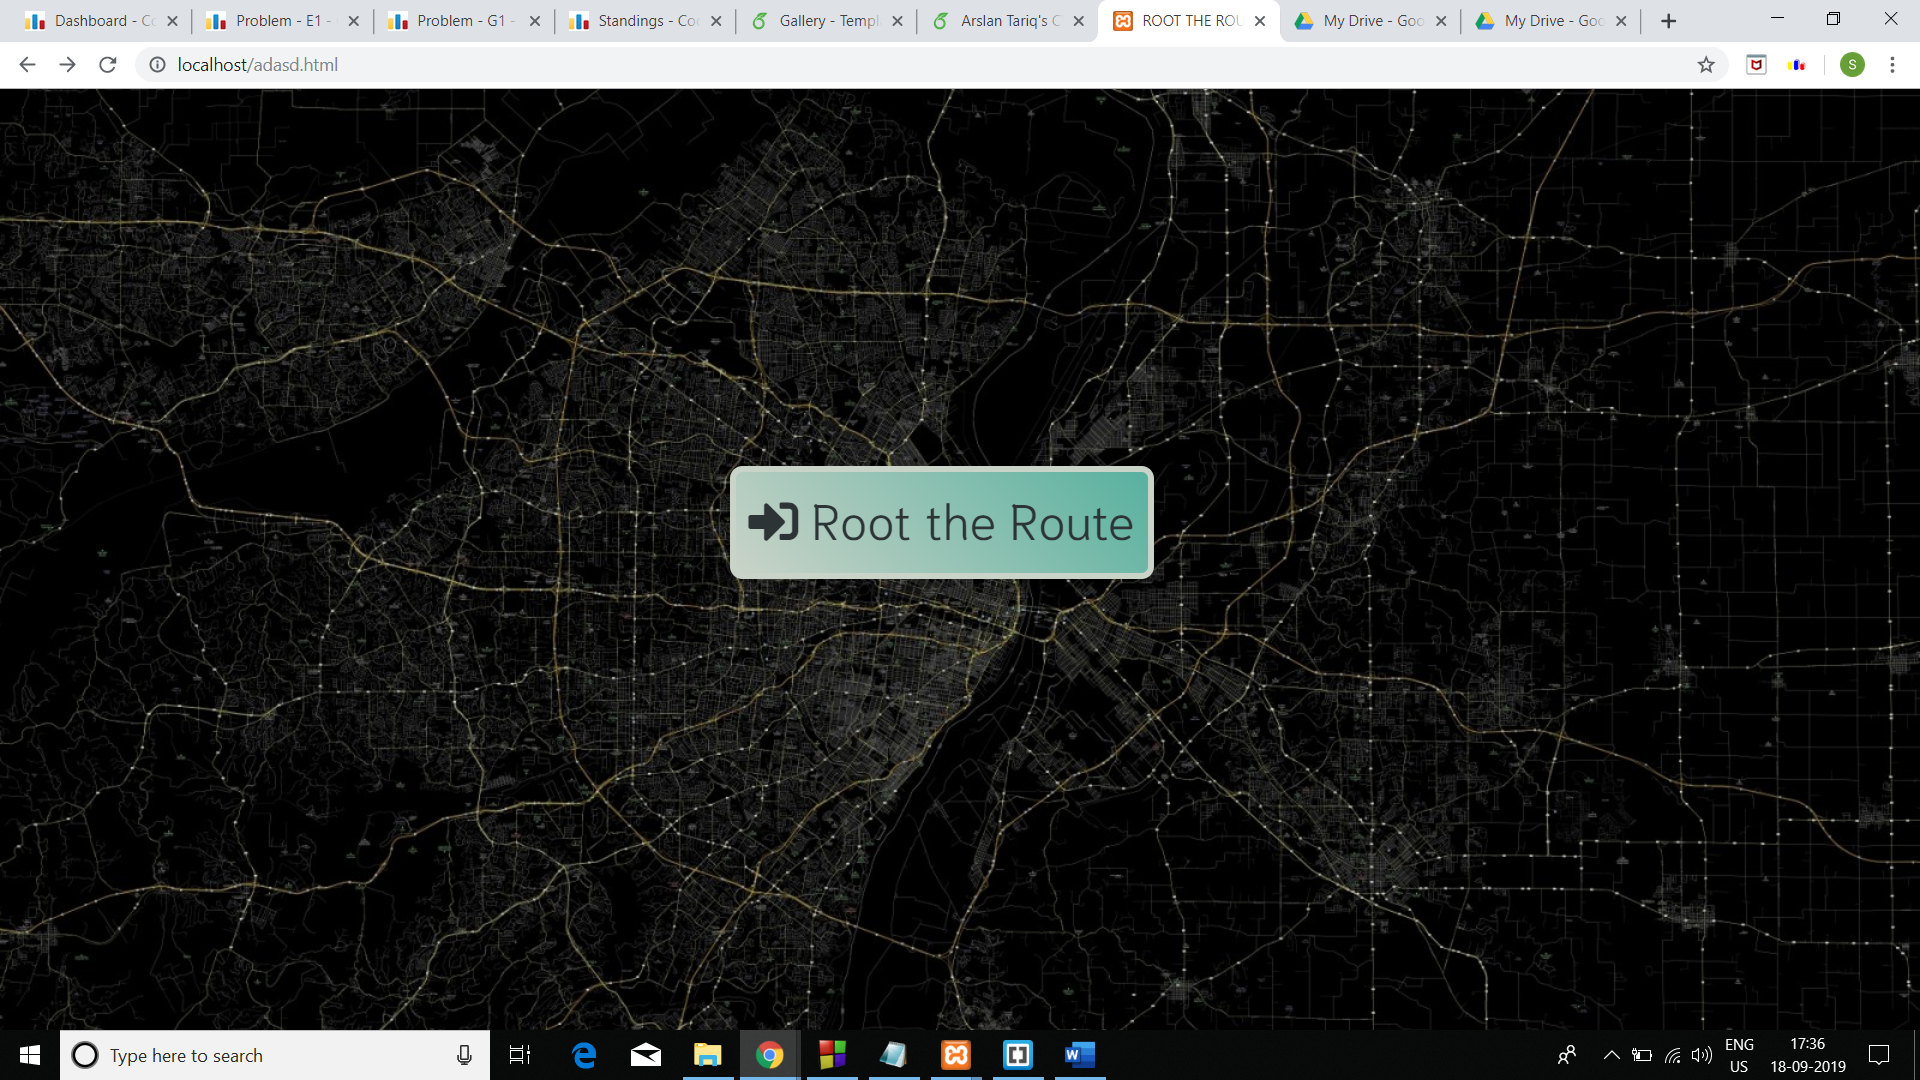 Dashboard - Co
Problem - E1 -
Problem - G1 -
Standings - Co
Gallery - Templ
Arslan Tariq's C
ROOT THE ROU
My Drive - Goo
My Drive - Goo
localhost/adasd.html
S
Root the Route
Type here to search
ENG
US
17:36
18-09-2019